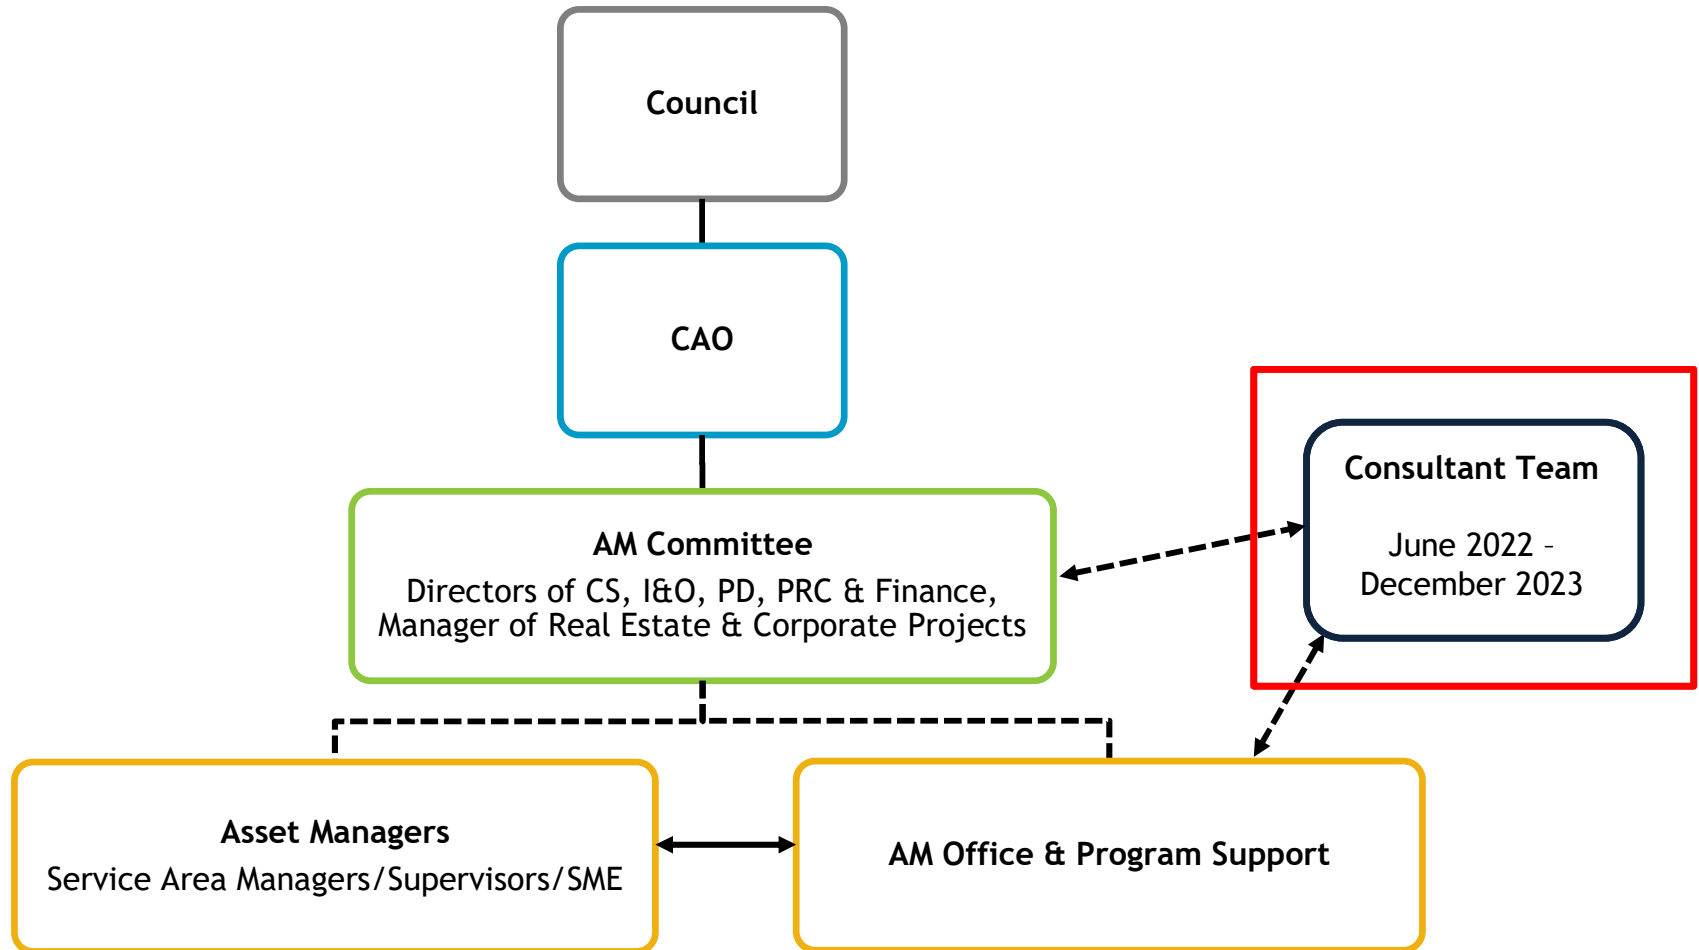 Council
CAO
AM Committee
Directors of CS, I&O, PD, PRC & Finance,
Manager of Real Estate & Corporate Projects
Consultant Team
June 2022 –
December 2023
Asset Managers
Service Area Managers/Supervisors/SME
AM Office & Program Support